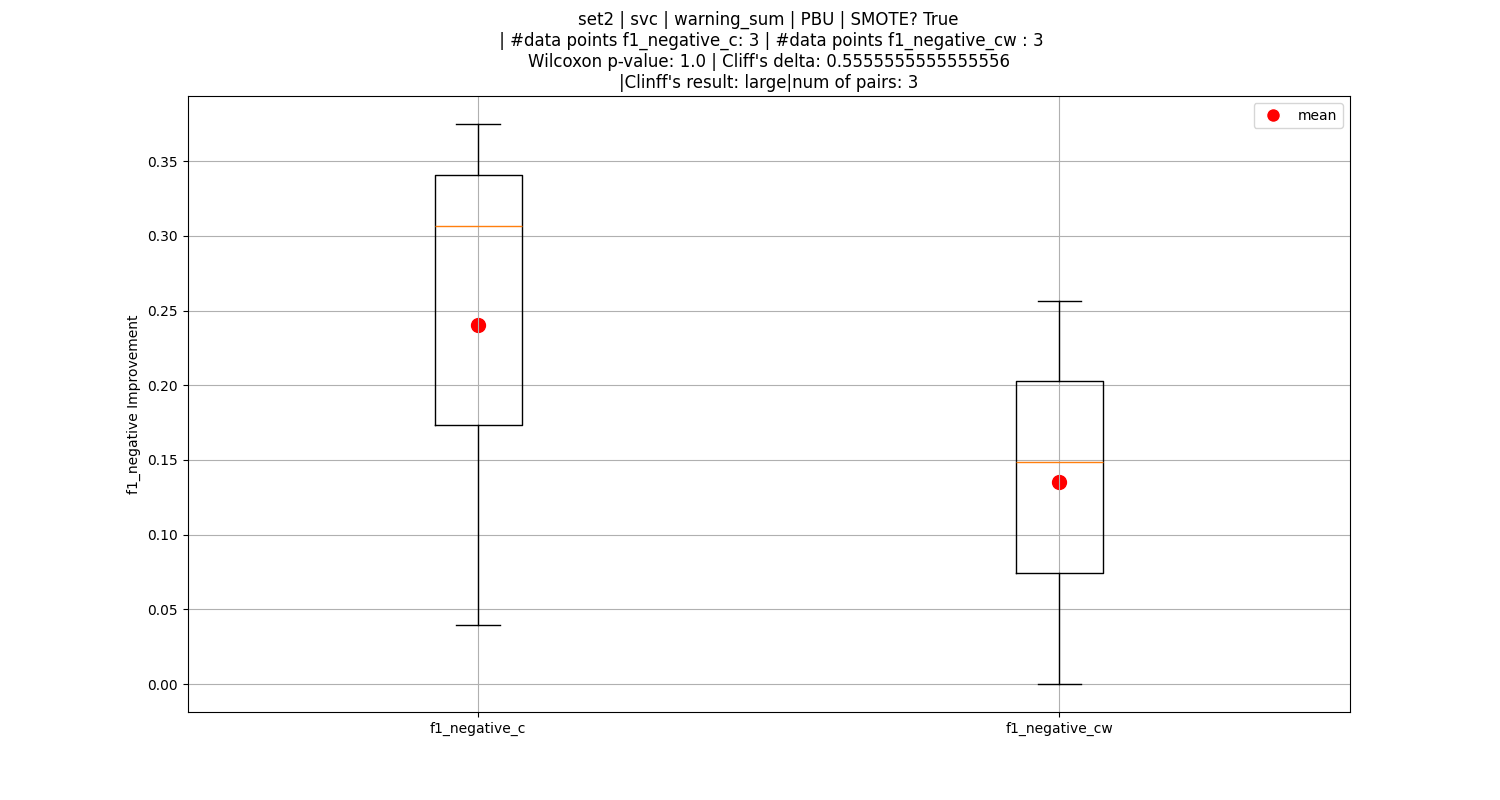 set2 | svc | warning_sum | PBU | SMOTE? True
| #data points f1_negative_c: 3 | #data points f1_negative_cw : 3
Wilcoxon p-value: 1.0 | Cliff's delta: 0.5555555555555556
|Clinff's result: large|num of pairs: 3
mean
0.35
0.30
0.25
0.20
0.15
0.10
0.05
0.00
f1_negative Improvement
f1_negative_c
f1_negative_cw